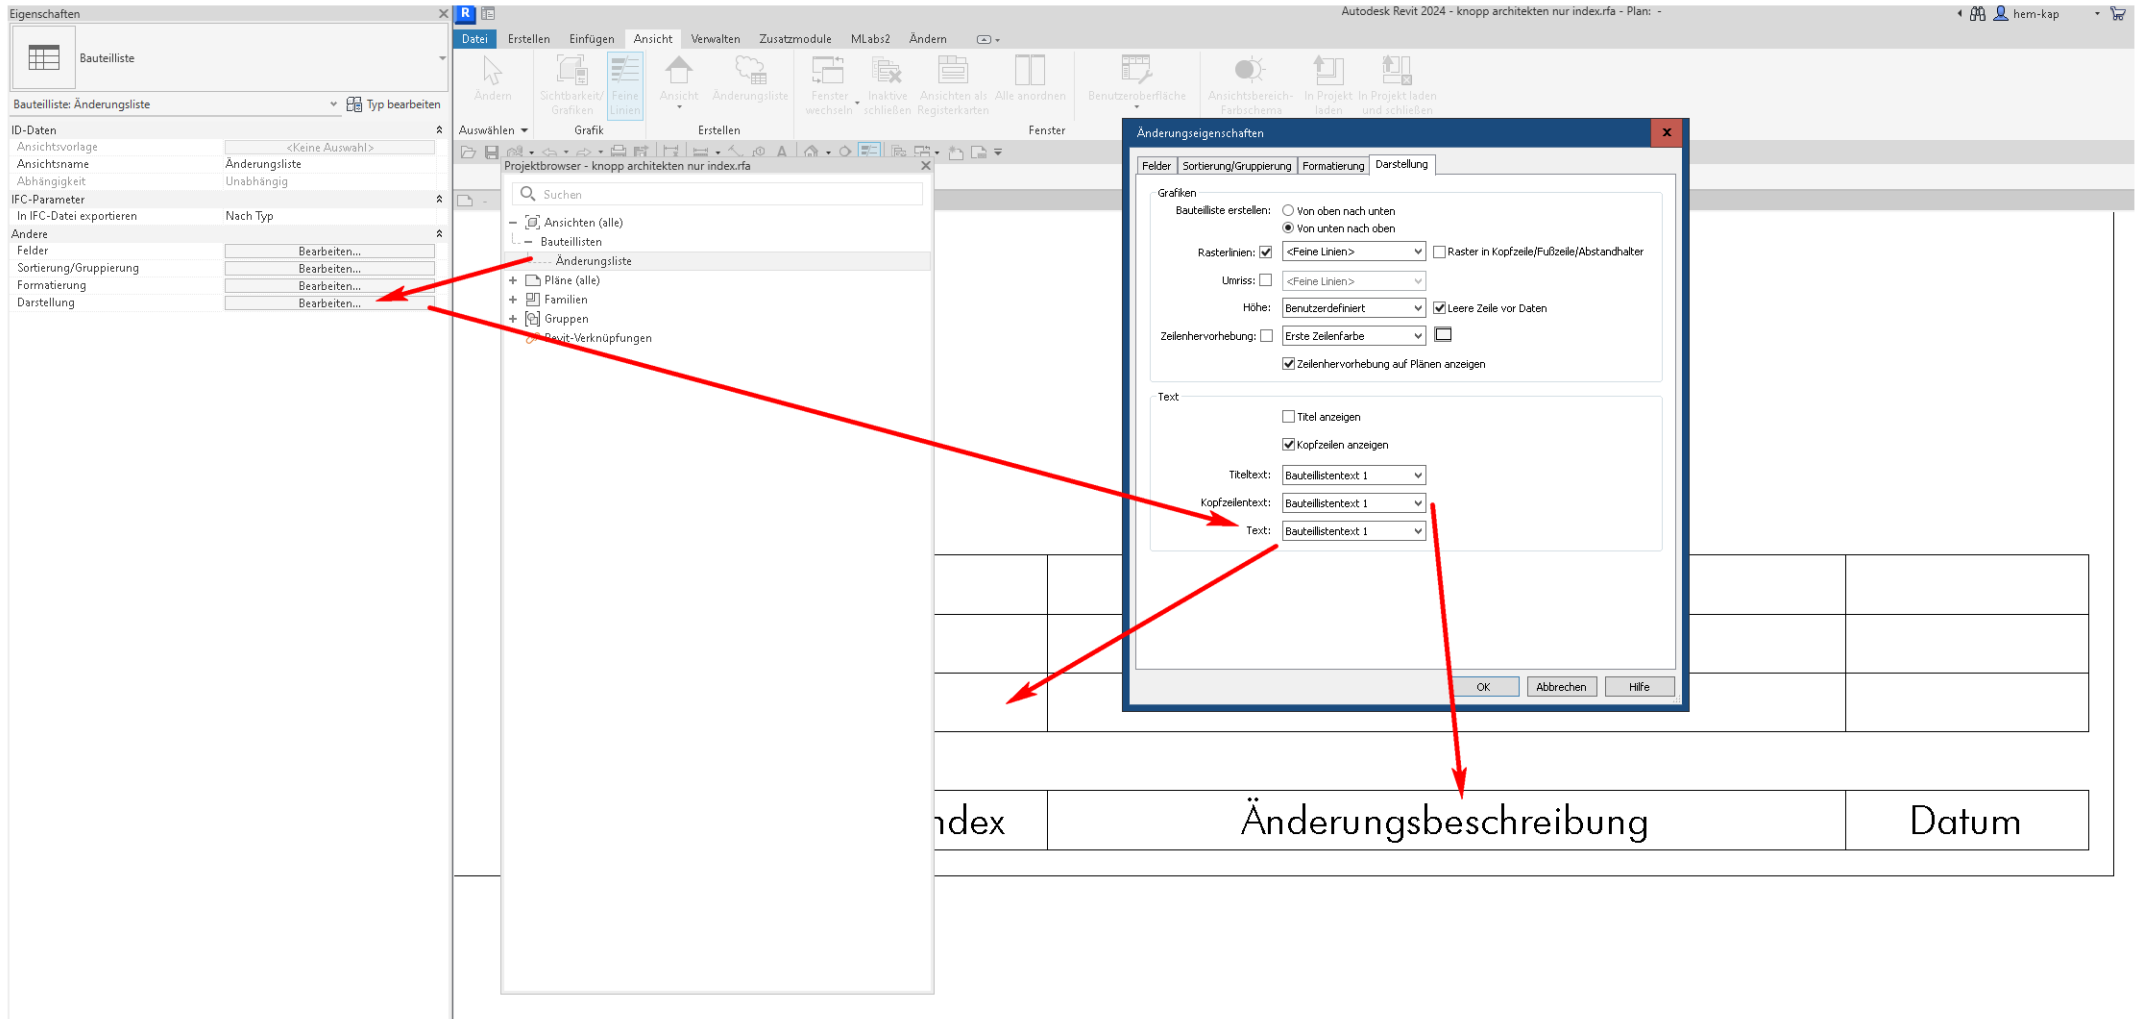 Eigenschaften
Bauteilliste
Bauteilliste: Änderungsliste
Typ bearbeiten
ID-Daten
Ansichtsvorlage <Keine Auswahl>
Ansichtsname Änderungsliste
Abhängigkeit Unabhängig
IFC-Parameter
In IFC-Datei exportieren Nach Typ
Andere
Felder Bearbeiten...
Sortierung/Gruppierung Bearbeiten...
Formatierung Bearbeiten...
Darstellung Bearbeiten...
R
Autodesk Revit 2024 - knopp architekten nur index.rfa - Plan: -
hem-kap
Datei Erstellen Einfügen Ansicht Verwalten Zusatzmodule MLabs2 Ändern
Ändern
Sichtbarkeit/
Grafiken
Feine
Linien
Ansicht
Änderungsliste
Fenster
wechseln
Inaktive
schließen
Ansichten als
Registerkarten
Alle anordnen
Benutzeroberfläche
Ansichtsbereich-
Farbschema
In Projekt
laden
In Projekt laden
und schließen
Auswählen Grafik Erstellen Fenster
Projektbrowser - knopp architekten nur index.rfa
Suchen
Ansichten (alle)
Bauteillisten
Änderungsliste
Pläne (alle)
Familien
Gruppen
Revit-Verknüpfungen
Änderungseigenschaften
Felder Sortierung/Gruppierung Formatierung Darstellung
Grafiken
Bauteilliste erstellen: Von oben nach unten
Von unten nach oben
Rasterlinien: <Feine Linien> Raster in Kopfzeile/Fußzeile/Abstandhalter
Umriss: <Feine Linien>
Höhe: Benutzerdefiniert Leere Zeile vor Daten
Zeilenhervorhebung: Erste Zeilenfarbe
Zeilenhervorhebung auf Plänen anzeigen
Text
Titel anzeigen
Kopfzeilen anzeigen
Titeltext: Bauteillistentext 1
Kopfzeilentext: Bauteillistentext 1
Text: Bauteillistentext 1
OK Abbrechen Hilfe
ndex Änderungsbeschreibung Datum